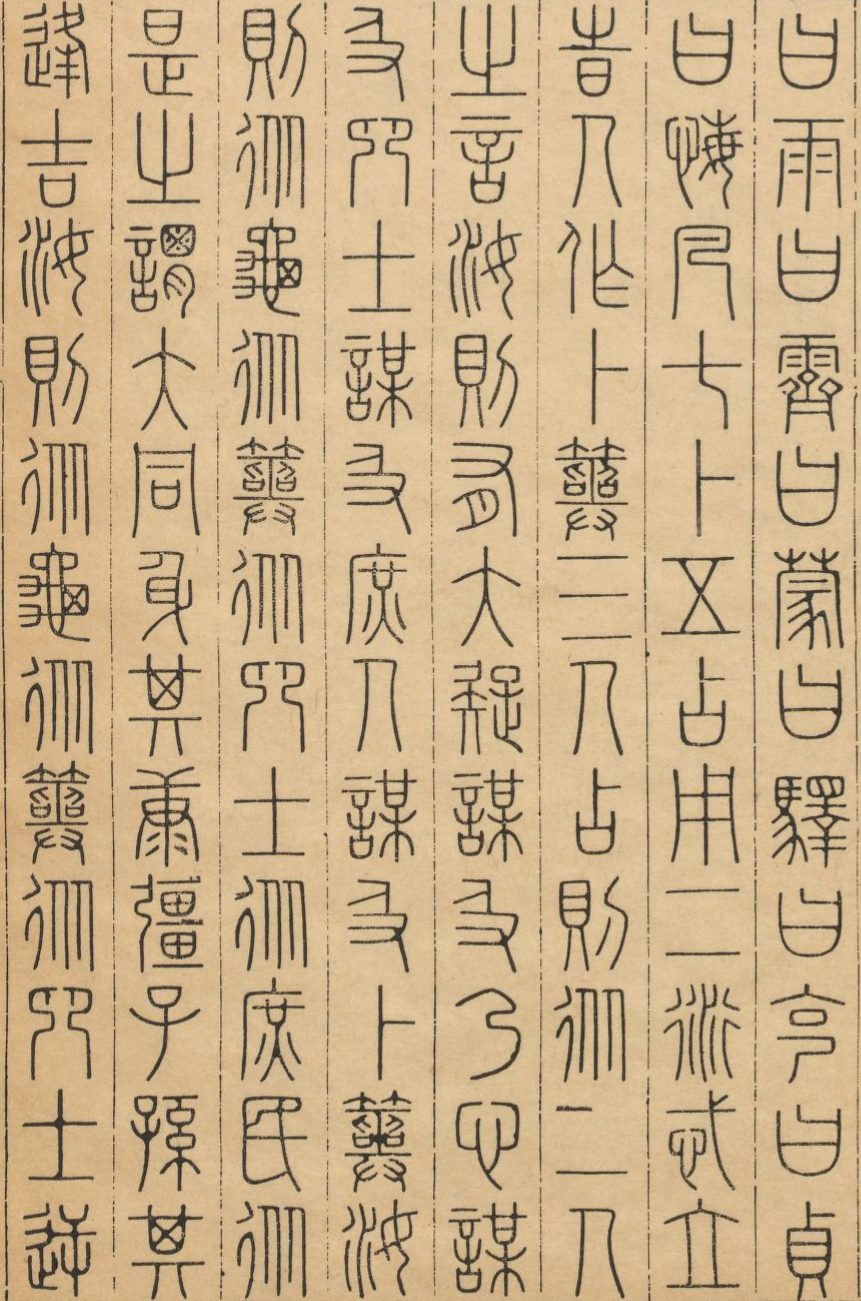 曰雨曰霽曰蒙曰驛曰克曰貞
曰悔凡七卜五占用二衍忒立
旹人作卜筮三人占則從二人
之言汝則有大疑謀及乃心謀
及卿士謀及庶人謀及卜筮汝
則從龜從筮從卿士從庶民從
是之謂大同身其康彊子孫其
逢吉汝則從龜從筮從卿士逆